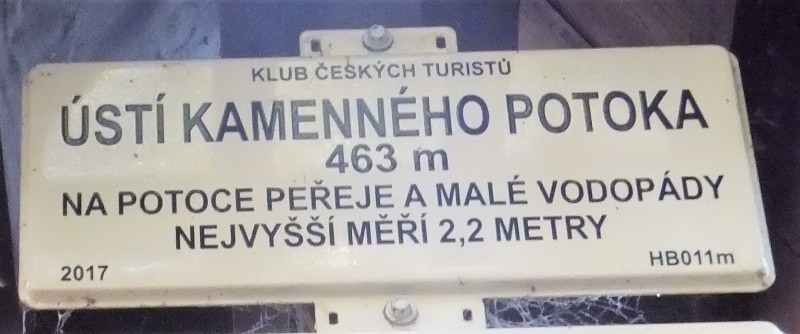 KLUB ČESKÝCH TURISTŮ
ÚSTÍ KAMENNÉHO POTOKA
463 m
NA POTOCE PEŘEJE A MALÉ VODOPÁDY
NEJVYŠŠÍ MĚŘÍ 2,2 METRY
2017 HB011m